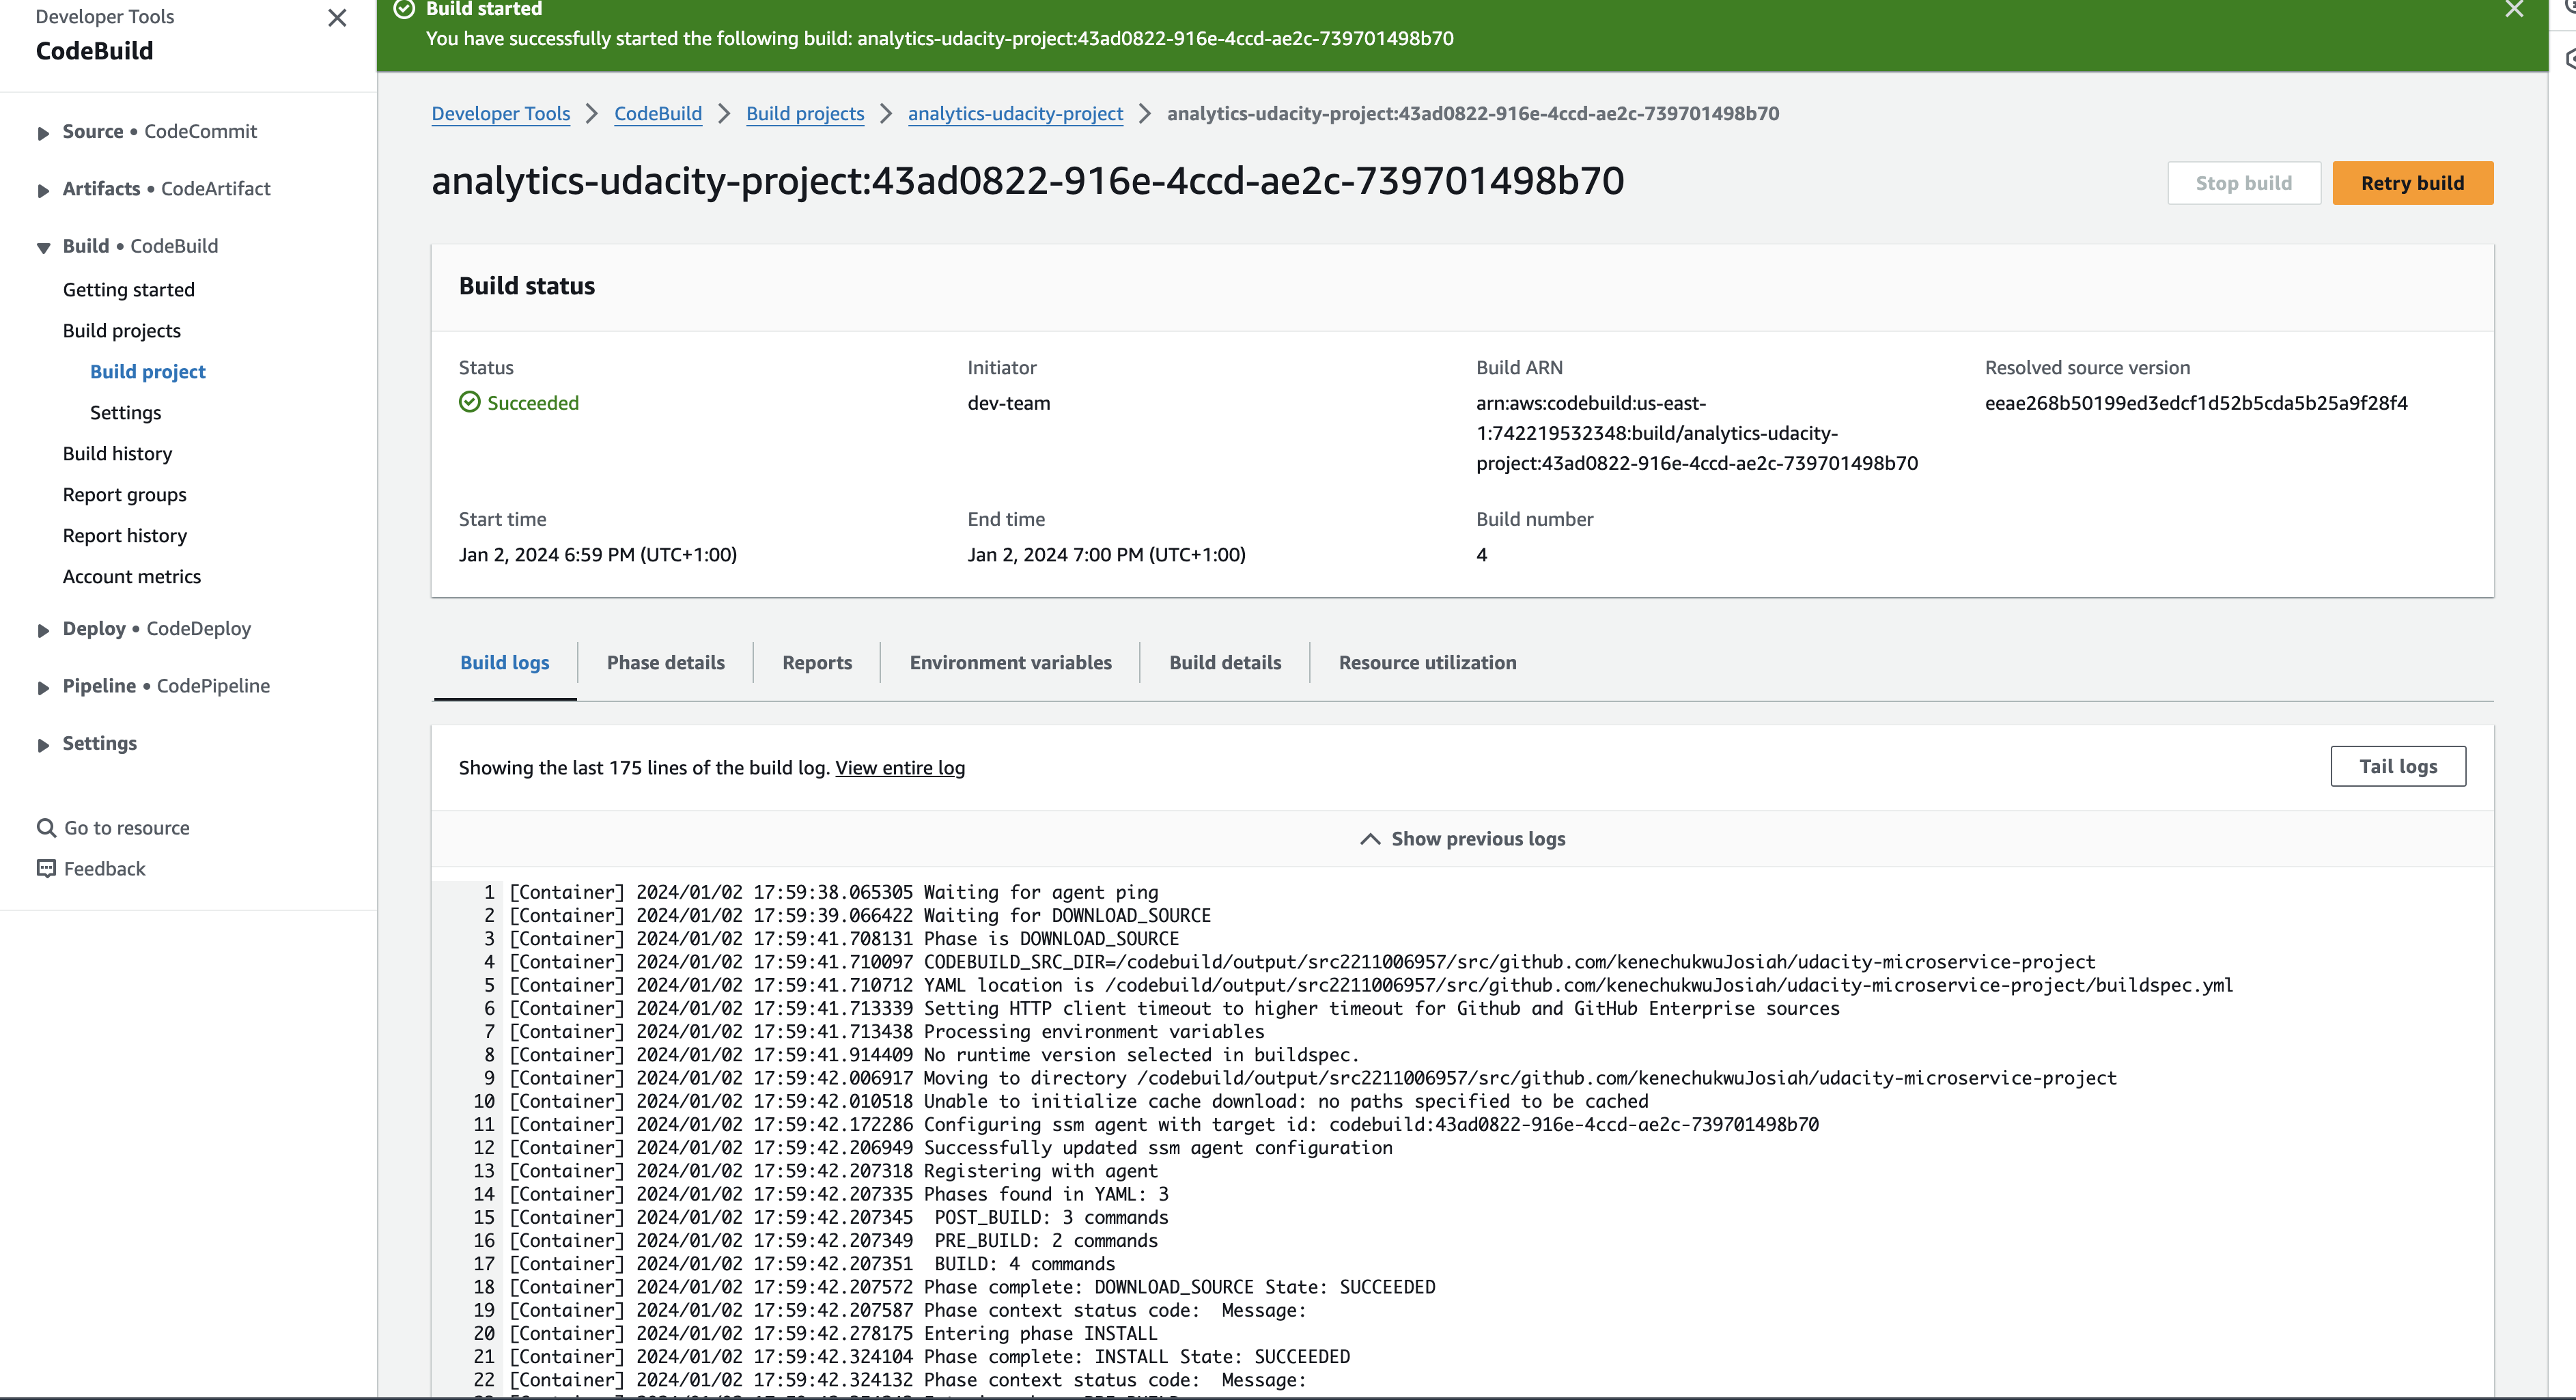 Developer Tools
CodeBuild
Source • CodeCommit
Artifacts • CodeArtifact
Build • CodeBuild
Getting started
Build projects
Build project
Settings
Build history
Report groups
Report history
Account metrics
Deploy • CodeDeploy
Pipeline • CodePipeline
Settings
Go to resource
Feedback
Build started
You have successfully started the following build: analytics-udacity-project:43ad0822-916e-4ccd-ae2c-739701498b70
Developer Tools > CodeBuild > Build projects > analytics-udacity-project > analytics-udacity-project:43ad0822-916e-4ccd-ae2c-739701498b70
analytics-udacity-project:43ad0822-916e-4ccd-ae2c-739701498b70
Stop build
Retry build
Build status
Status
Succeeded
Initiator
dev-team
Build ARN
arn:aws:codebuild:us-east-
1:742219532348:build/analytics-udacity-
project:43ad0822-916e-4ccd-ae2c-739701498b70
Resolved source version
eeae268b50199ed3edcf1d52b5cda5b25a9f28f4
Start time
Jan 2, 2024 6:59 PM (UTC+1:00)
End time
Jan 2, 2024 7:00 PM (UTC+1:00)
Build number
4
Build logs Phase details Reports Environment variables Build details Resource utilization
Showing the last 175 lines of the build log. View entire log
Tail logs
Show previous logs
1 [Container] 2024/01/02 17:59:38.065305 Waiting for agent ping
2 [Container] 2024/01/02 17:59:39.066422 Waiting for DOWNLOAD_SOURCE
3 [Container] 2024/01/02 17:59:41.708131 Phase is DOWNLOAD_SOURCE
4 [Container] 2024/01/02 17:59:41.710097 CODEBUILD_SRC_DIR=/codebuild/output/src2211006957/src/github.com/kenechukwuJosiah/udacity-microservice-project
5 [Container] 2024/01/02 17:59:41.710712 YAML location is /codebuild/output/src2211006957/src/github.com/kenechukwuJosiah/udacity-microservice-project/buildspec.yml
6 [Container] 2024/01/02 17:59:41.713339 Setting HTTP client timeout to higher timeout for Github and GitHub Enterprise sources
7 [Container] 2024/01/02 17:59:41.713438 Processing environment variables
8 [Container] 2024/01/02 17:59:41.914409 No runtime version selected in buildspec.
9 [Container] 2024/01/02 17:59:42.006917 Moving to directory /codebuild/output/src2211006957/src/github.com/kenechukwuJosiah/udacity-microservice-project
10 [Container] 2024/01/02 17:59:42.010518 Unable to initialize cache download: no paths specified to be cached
11 [Container] 2024/01/02 17:59:42.172286 Configuring ssm agent with target id: codebuild:43ad0822-916e-4ccd-ae2c-739701498b70
12 [Container] 2024/01/02 17:59:42.206949 Successfully updated ssm agent configuration
13 [Container] 2024/01/02 17:59:42.207318 Registering with agent
14 [Container] 2024/01/02 17:59:42.207335 Phases found in YAML: 3
15 [Container] 2024/01/02 17:59:42.207345  POST_BUILD: 3 commands
16 [Container] 2024/01/02 17:59:42.207349  PRE_BUILD: 2 commands
17 [Container] 2024/01/02 17:59:42.207351  BUILD: 4 commands
18 [Container] 2024/01/02 17:59:42.207572 Phase complete: DOWNLOAD_SOURCE State: SUCCEEDED
19 [Container] 2024/01/02 17:59:42.207587 Phase context status code:  Message:
20 [Container] 2024/01/02 17:59:42.278175 Entering phase INSTALL
21 [Container] 2024/01/02 17:59:42.324104 Phase complete: INSTALL State: SUCCEEDED
22 [Container] 2024/01/02 17:59:42.324132 Phase context status code:  Message: